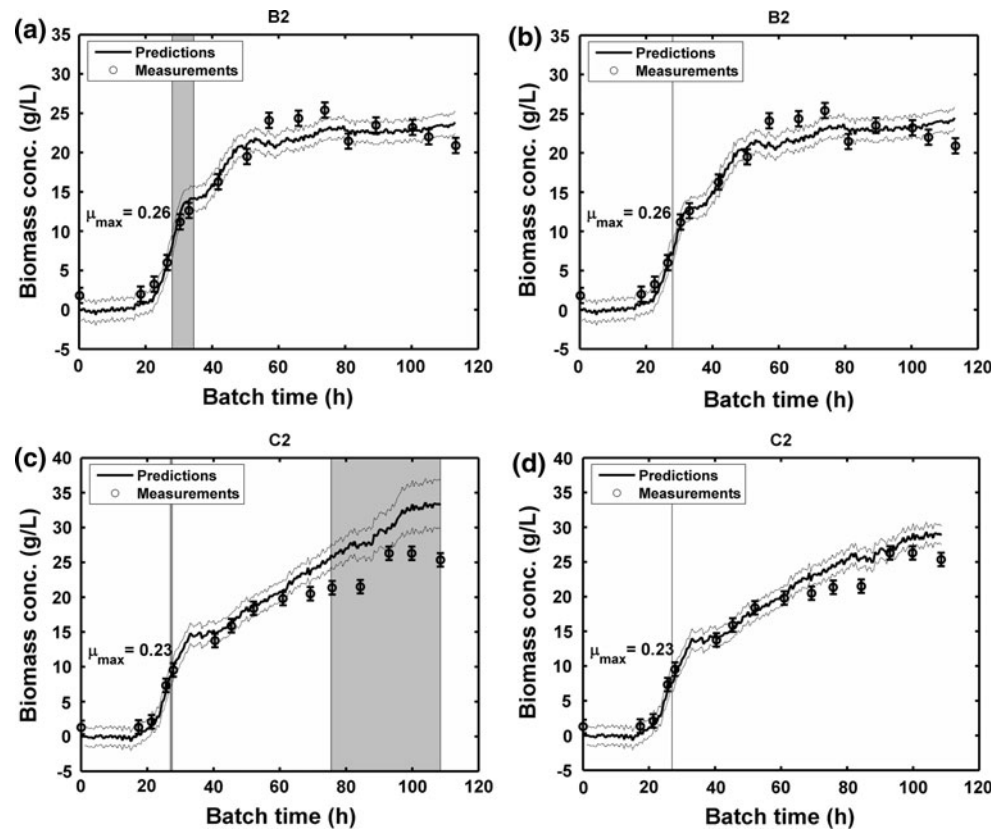 (a)
B2
35
30
25
20
15
10
5
0
-5
Biomass conc. (g/L)
Predictions
Measurements
μmax = 0.26
0 20 40 60 80 100 120
Batch time (h)
(b)
B2
35
30
25
20
15
10
5
0
-5
Biomass conc. (g/L)
Predictions
Measurements
μmax = 0.26
0 20 40 60 80 100 120
Batch time (h)
(c)
C2
40
35
30
25
20
15
10
5
0
-5
Biomass conc. (g/L)
Predictions
Measurements
μmax = 0.23
0 20 40 60 80 100 120
Batch time (h)
(d)
C2
40
35
30
25
20
15
10
5
0
-5
Biomass conc. (g/L)
Predictions
Measurements
μmax = 0.23
0 20 40 60 80 100 120
Batch time (h)